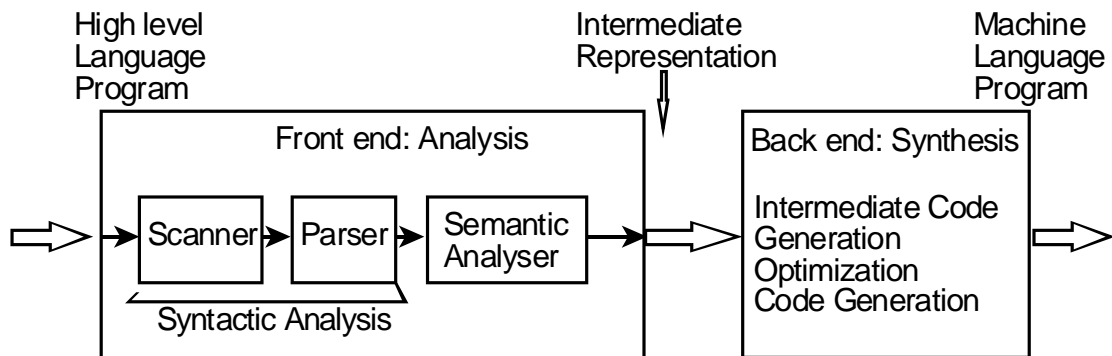 High level
Language
Program
Intermediate
Representation
Machine
Language
Program
Front end: Analysis
Scanner
Parser
Semantic
Analyser
Syntactic Analysis
Back end: Synthesis
Intermediate Code
Generation
Optimization
Code Generation